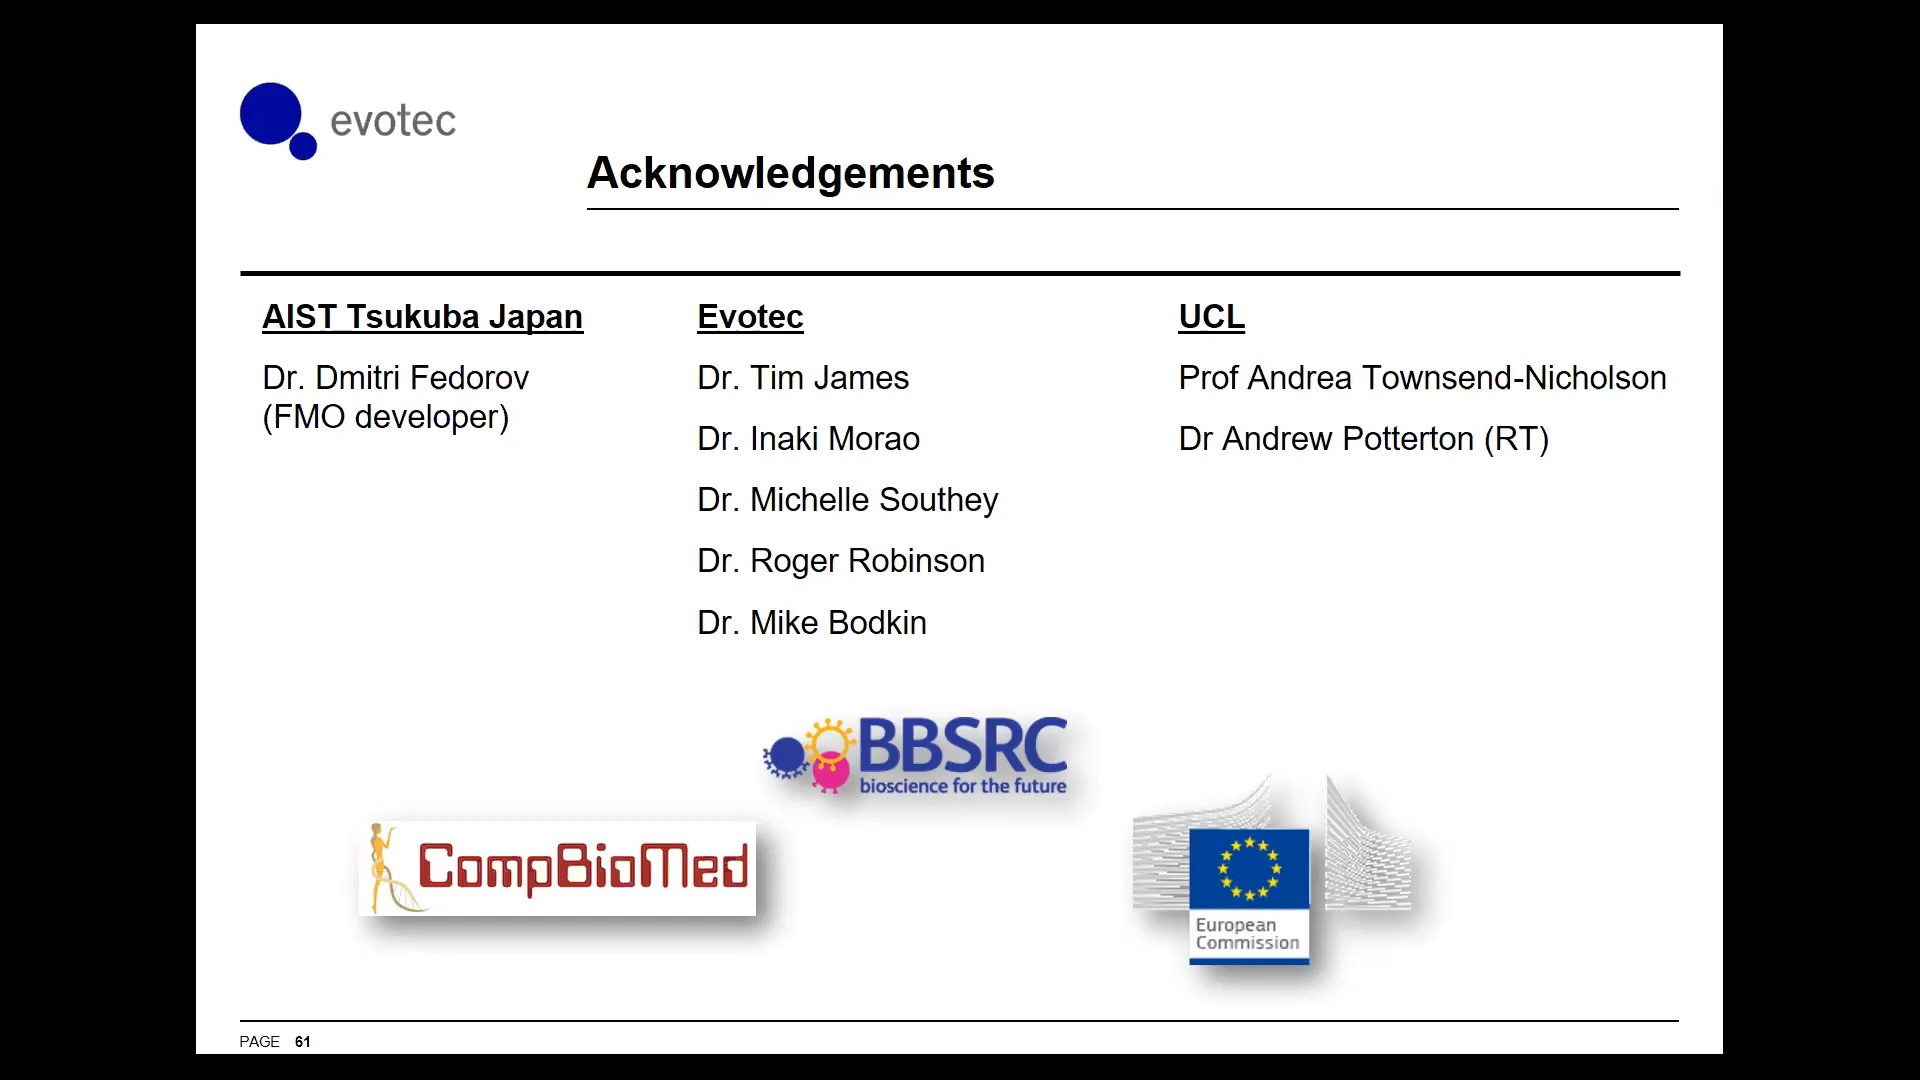 evotec
Acknowledgements
AIST Tsukuba Japan
Dr. Dmitri Fedorov
(FMO developer)
Evotec
Dr. Tim James
Dr. Inaki Morao
Dr. Michelle Southey
Dr. Roger Robinson
Dr. Mike Bodkin
UCL
Prof Andrea Townsend-Nicholson
Dr Andrew Potterton (RT)
BBSRC
bioscience for the future
CompBioMed
European
Commission
PAGE 61